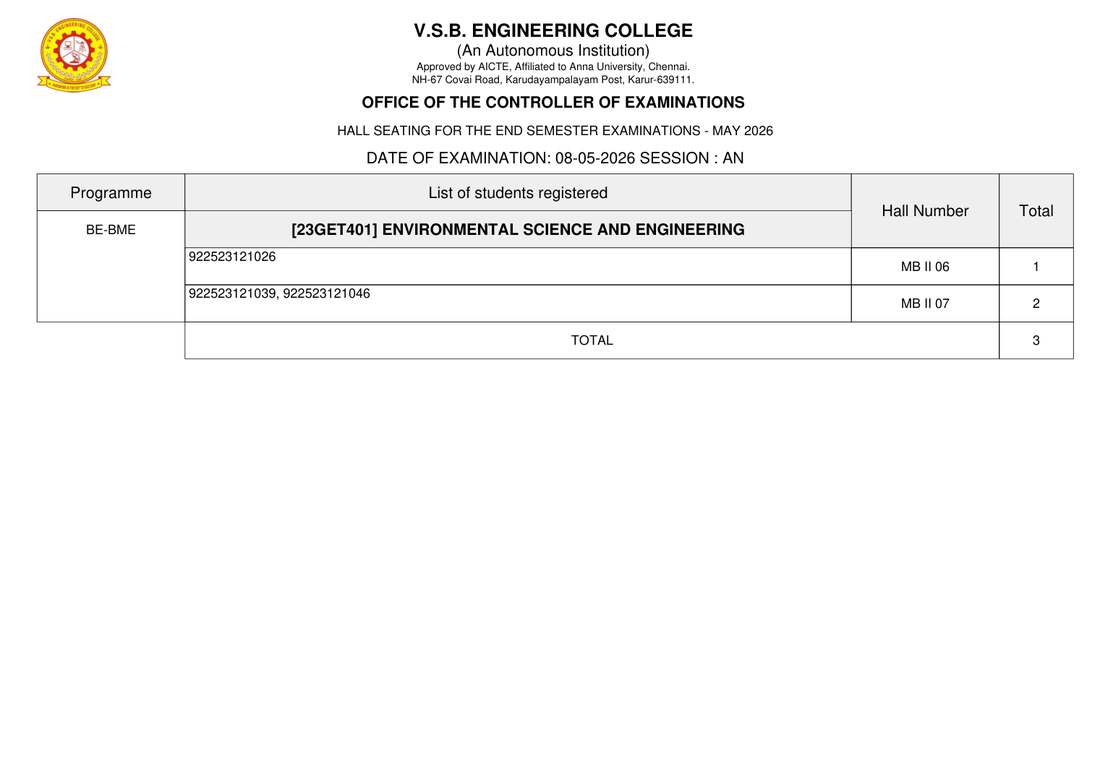 V.S.B. ENGINEERING COLLEGE
(An Autonomous Institution)
Approved by AICTE, Affiliated to Anna University, Chennai.
NH-67 Covai Road, Karudayampalayam Post, Karur-639111.
OFFICE OF THE CONTROLLER OF EXAMINATIONS
HALL SEATING FOR THE END SEMESTER EXAMINATIONS - MAY 2026
DATE OF EXAMINATION: 08-05-2026 SESSION : AN
Programme List of students registered Hall Number Total
BE-BME [23GET401] ENVIRONMENTAL SCIENCE AND ENGINEERING
922523121026 MB II 06 1
922523121039, 922523121046 MB II 07 2
TOTAL 3